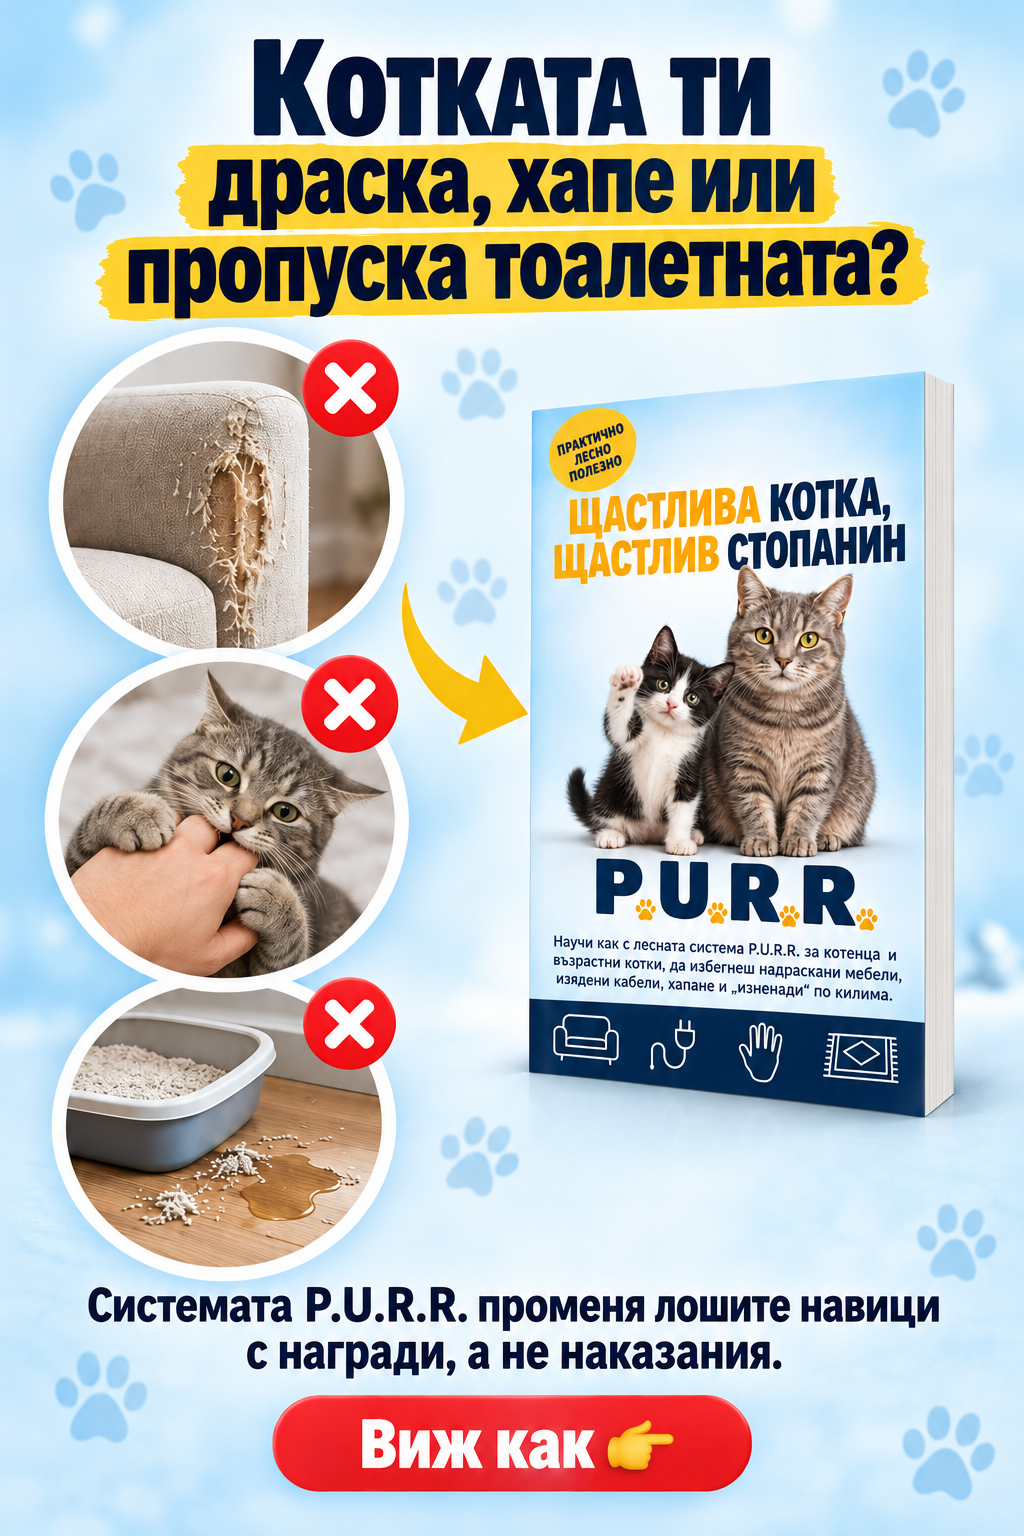 Котката ти
драска, хапе или
пропуска тоалетната?
ПРАКТИЧНО
ЛЕСНО
ПОЛЕЗНО
ЩАСТЛИВА КОТКА,
ЩАСТЛИВ СТОПАНИН
P.U.R.R.
Научи как с лесната система P.U.R.R. за котенца и
възрастни котки, да избегнеш надраскани мебели,
изядени кабели, хапане и „изненади“ по килима.
Системата P.U.R.R. променя лошите навици
с награди, а не наказания.
Виж как 👉